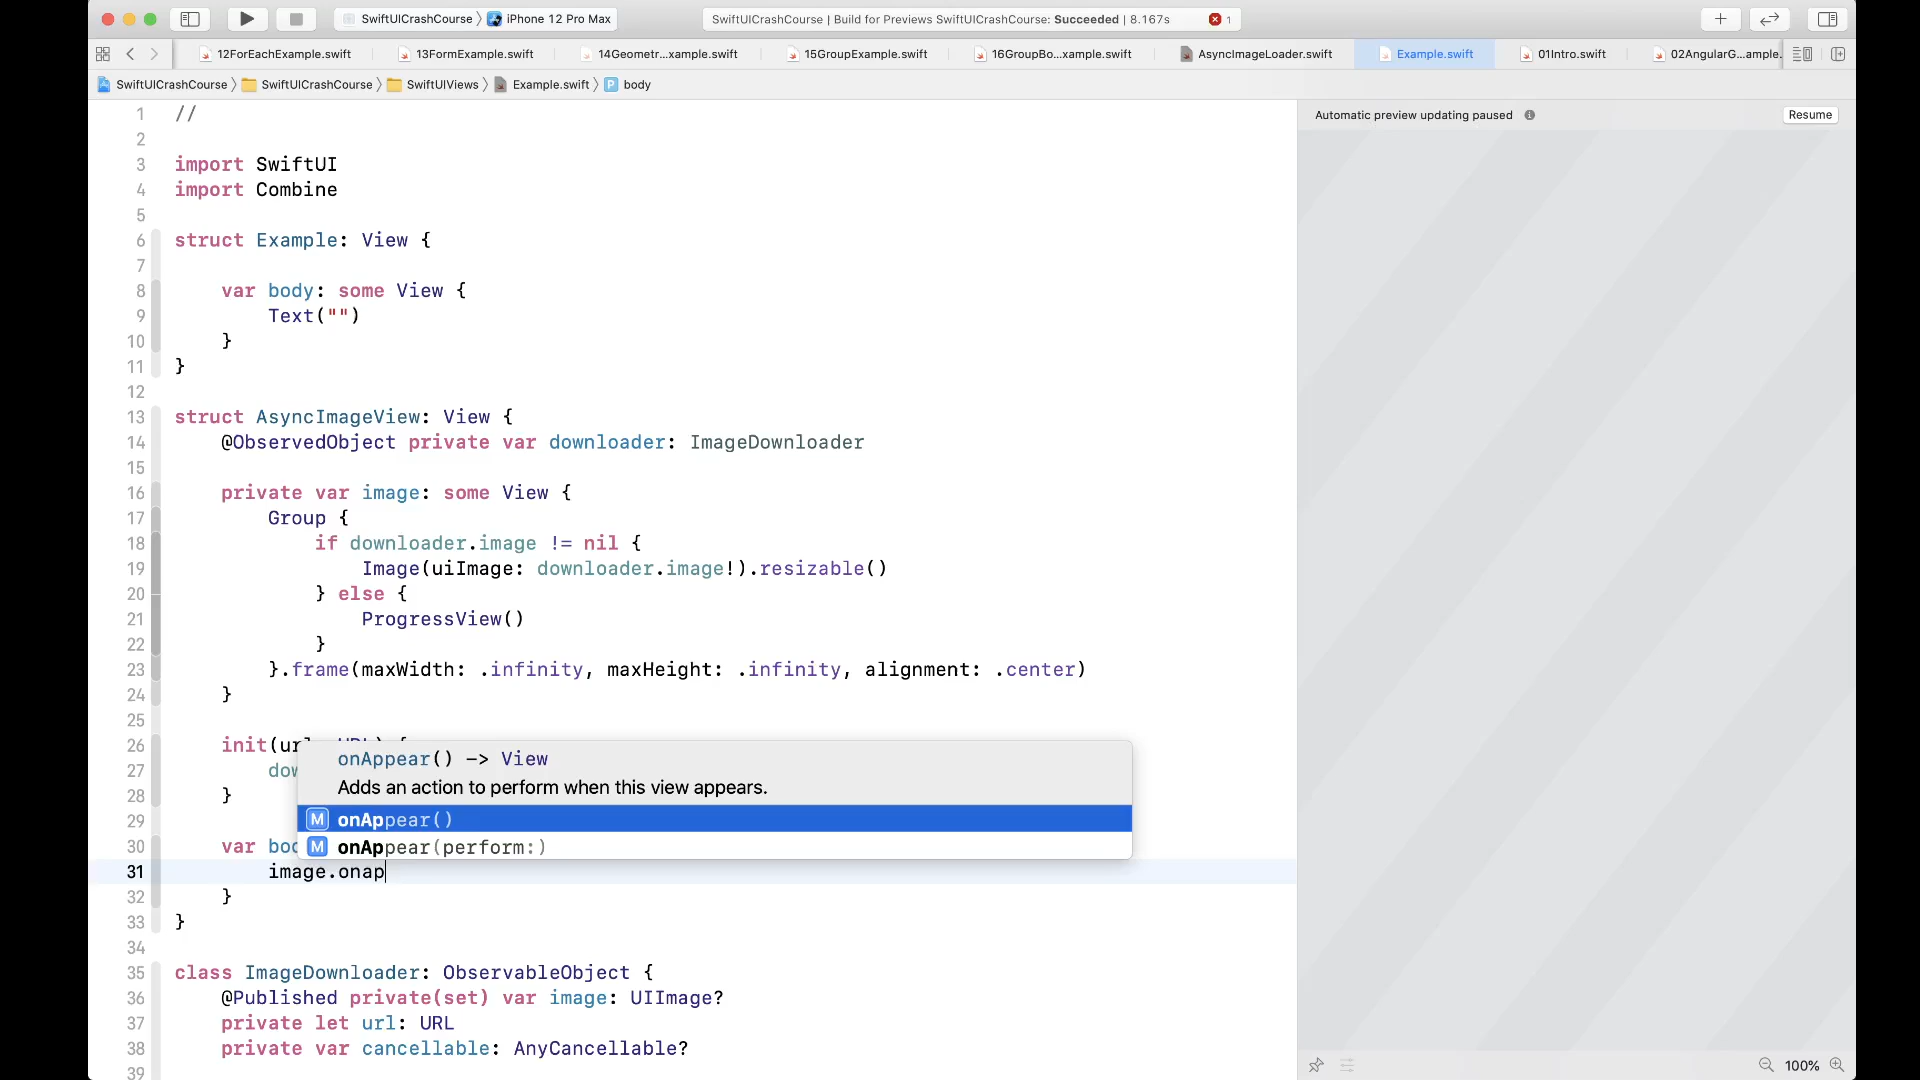 SwiftUICrashCourse 〉 iPhone 12 Pro Max
SwiftUICrashCourse | Build for Previews SwiftUICrashCourse: Succeeded | 8.167s
1
12ForEachExample.swift
13FormExample.swift
14Geometr...xample.swift
15GroupExample.swift
16GroupBo...xample.swift
AsyncImageLoader.swift
Example.swift
01Intro.swift
02AngularG...ample.
SwiftUICrashCourse 〉 SwiftUICrashCourse 〉 SwiftUIViews 〉 Example.swift 〉 P body
Automatic preview updating paused
Resume
1 //
2
3 import SwiftUI
4 import Combine
5
6 struct Example: View {
7
8 var body: some View {
9 Text("")
10 }
11 }
12
13 struct AsyncImageView: View {
14 @ObservedObject private var downloader: ImageDownloader
15
16 private var image: some View {
17 Group {
18 if downloader.image != nil {
19 Image(uiImage: downloader.image!).resizable()
20 } else {
21 ProgressView()
22 }
23 }.frame(maxWidth: .infinity, maxHeight: .infinity, alignment: .center)
24 }
25
26 init(url
27 dow
28 }
29
30 var bod
31 image.onap
32 }
33 }
34
35 class ImageDownloader: ObservableObject {
36 @Published private(set) var image: UIImage?
37 private let url: URL
38 private var cancellable: AnyCancellable?
39
onAppear() -> View
Adds an action to perform when this view appears.
M onAppear()
M onAppear(perform:)
100%